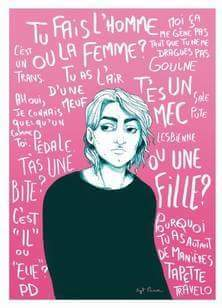 TU FAIS L'HOMME
OU LA FEMME?
MOI ÇA
ME GÊNE PAS
TANT QUE TU NE ME
DRAGUES PAS
GOUINE
C'EST
UN
TRANS.
TU AS L'AIR
D'UNE
MEUF
AH OUI,
JE CONNAIS
QUELQU'UN
COMME
TOI.
PÉDALE
T'AS UNE
BITE?
C'EST
"IL"
OU
"ELLE"?
PD
T'ES UN
MEC
SALE
PUTE
LESBIENNE
OU UNE
FILLE?
POURQUOI
TU AS
AUTANT
DE MANIÈRES
TAPETTE
TRAVELO